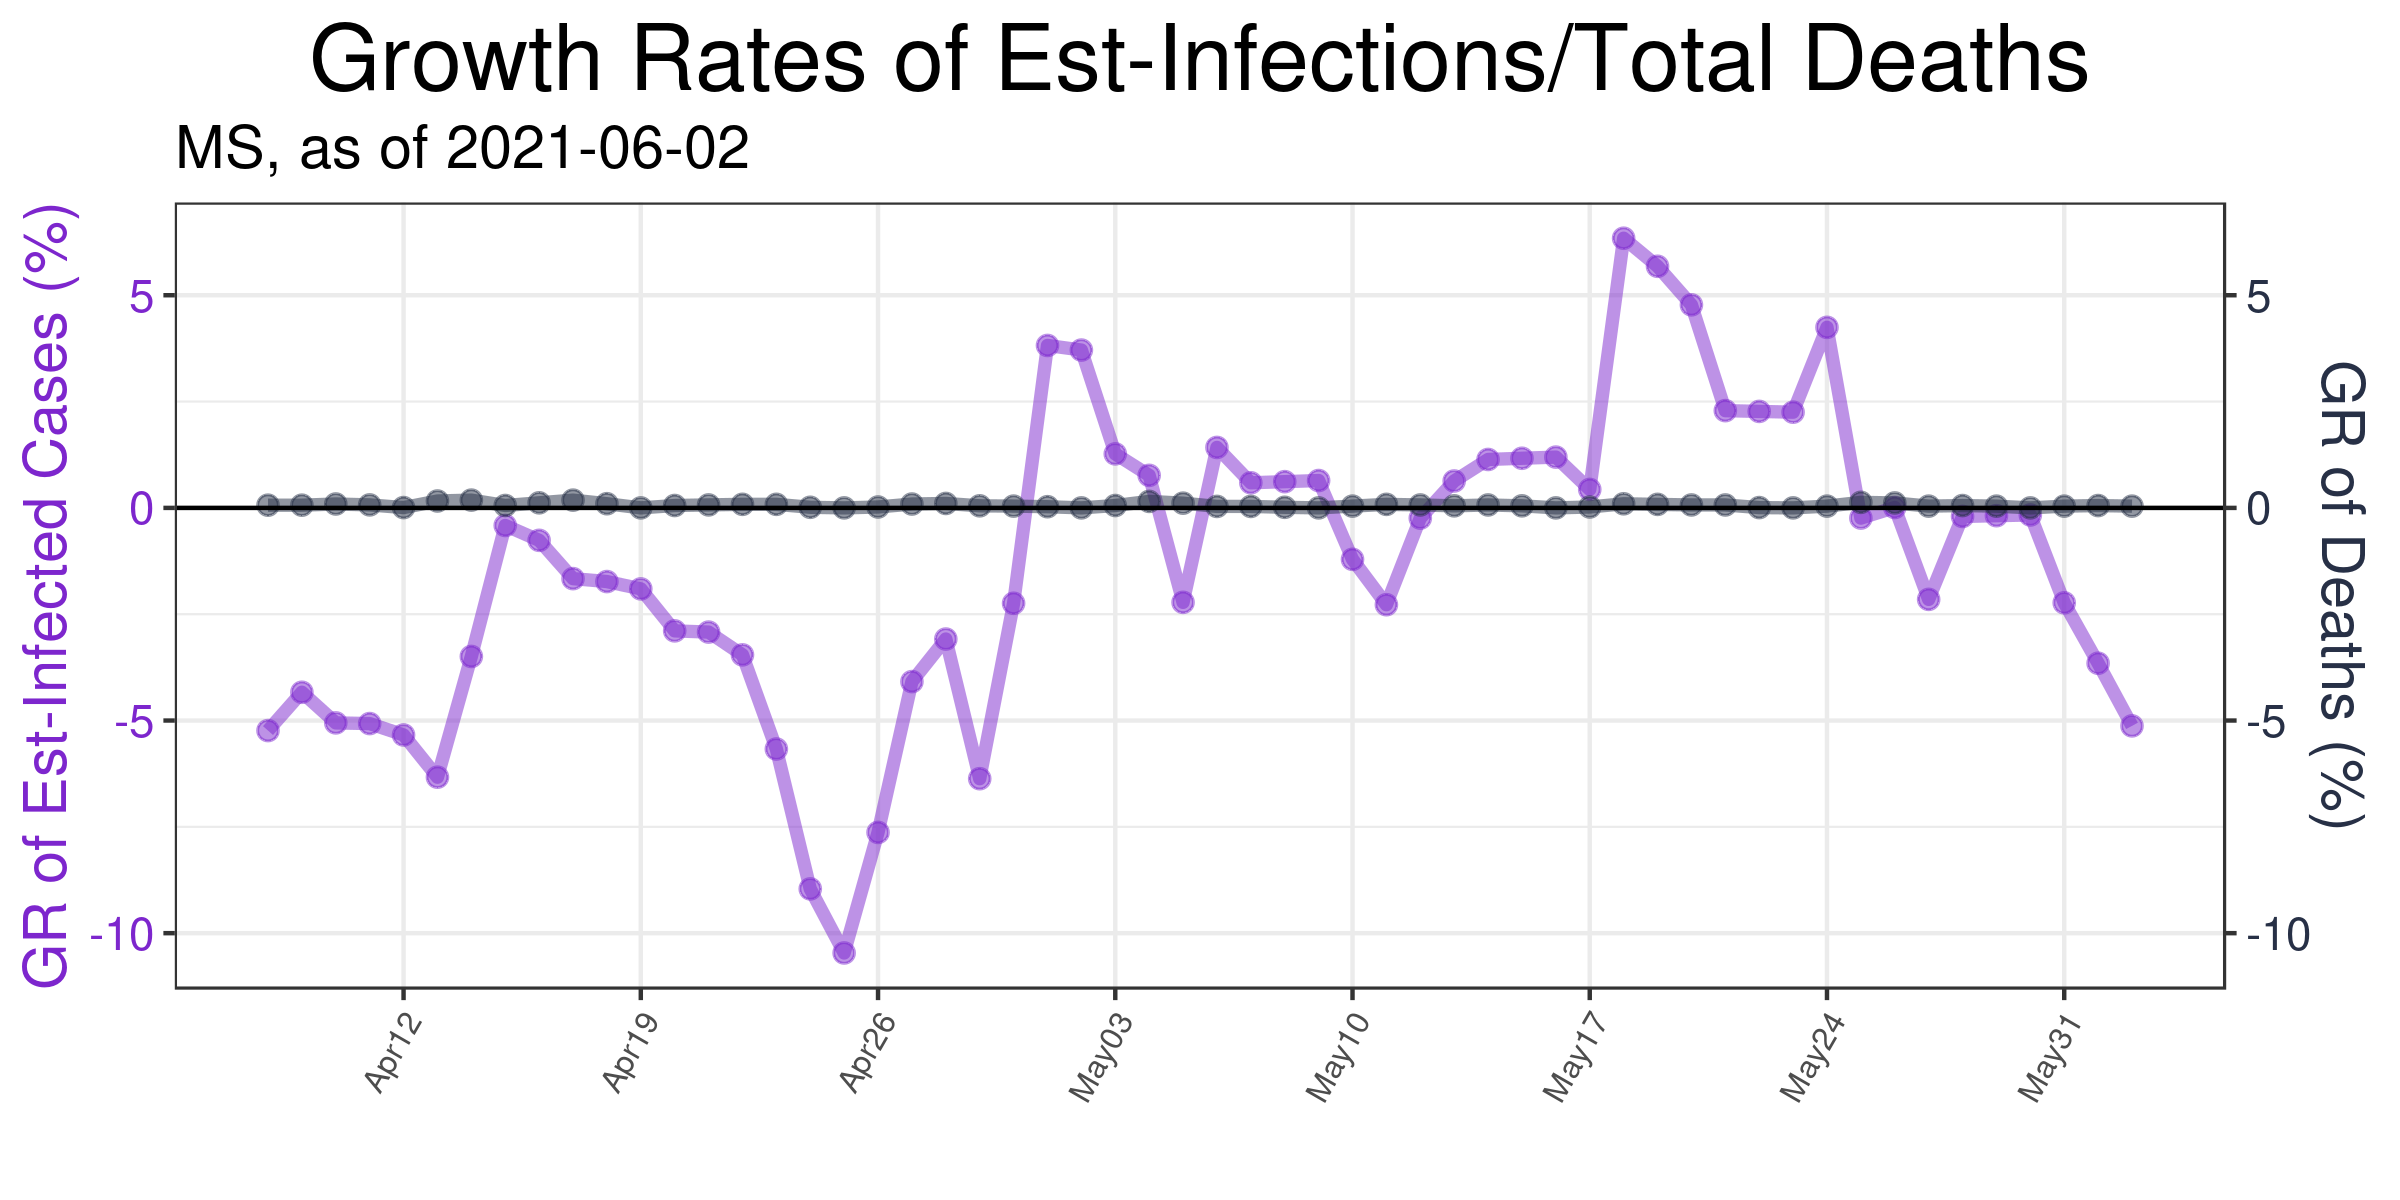 Growth Rates of Est-Infections/Total Deaths
MS, as of 2021-06-02
GR of Est-Infected Cases (%)
5
0
-5
-10
5
0
-5
-10
GR of Deaths (%)
Apr12
Apr19
Apr26
May03
May10
May17
May24
May31